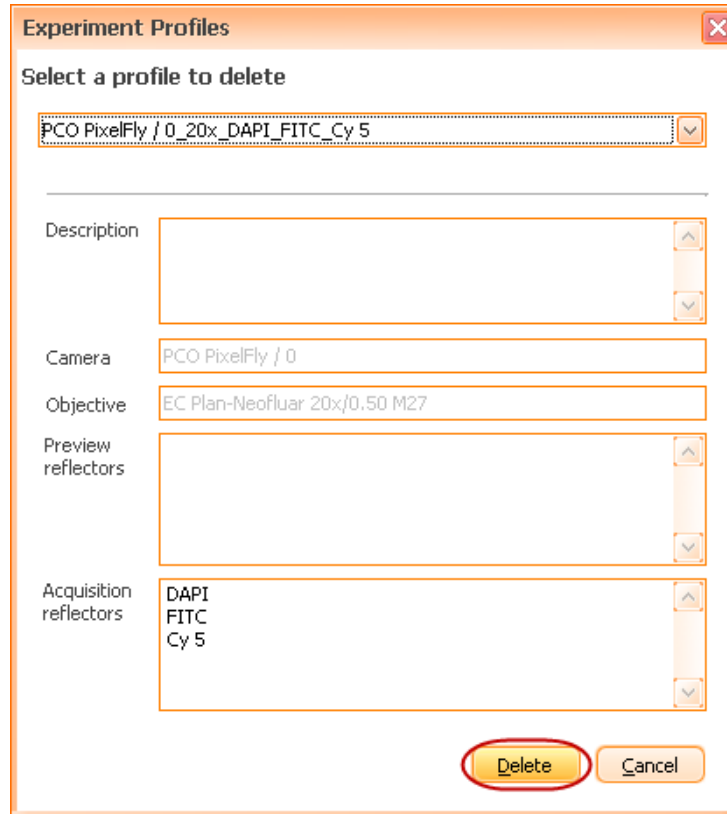 Experiment Profiles
Select a profile to delete
PCO PixelFly / 0_20x_DAPI_FITC_Cy 5
Description
Camera
PCO PixelFly / 0
Objective
EC Plan-Neofluar 20x/0.50 M27
Preview
reflectors
Acquisition
reflectors
DAPI
FITC
Cy 5
Delete
Cancel